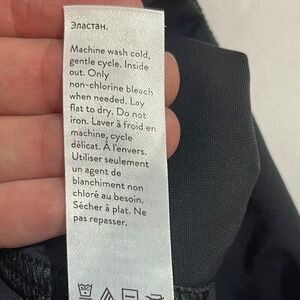 Эластан.
Machine wash cold,
gentle cycle. Inside
out. Only
non-chlorine bleach
when needed. Lay
flat to dry. Do not
iron. Laver à froid en
machine, cycle
délicat. À l'envers.
Utiliser seulement
un agent de
blanchiment non
chloré au besoin.
Sécher à plat. Ne
pas repasser.